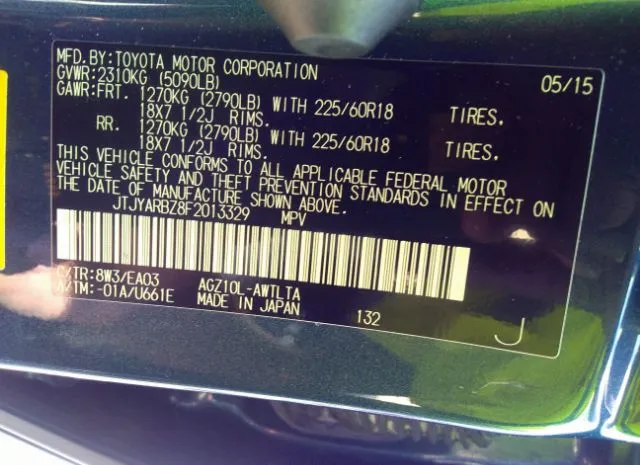 MFD. BY: TOYOTA MOTOR CORPORATION 05/15
GVWR: 2310KG (5090LB)
GAWR: FRT. 1270KG (2790LB) WITH 225/60R18 TIRES.
18X7 1/2J RIMS.
RR. 1270KG (2790LB) WITH 225/60R18 TIRES.
18X7 1/2J RIMS.
THIS VEHICLE CONFORMS TO ALL APPLICABLE FEDERAL MOTOR
VEHICLE SAFETY AND THEFT PREVENTION STANDARDS IN EFFECT ON
THE DATE OF MANUFACTURE SHOWN ABOVE.
JTJYARBZ8F2013329 MPV
C/TR: 8W3/EA03 AGZ10L-AWTLTA
A/TM: -01A/U661E MADE IN JAPAN 132 J